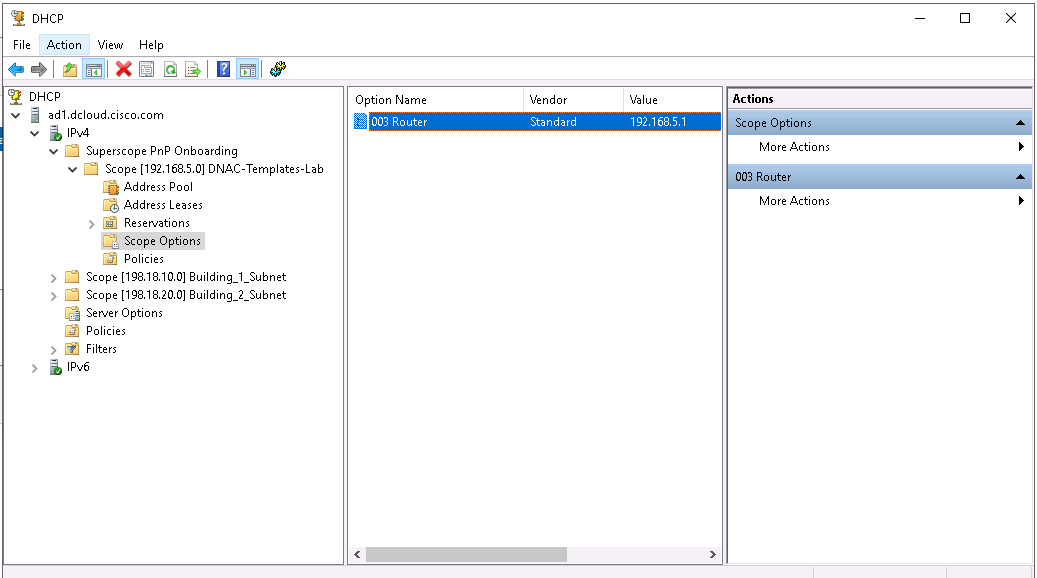 DHCP
File Action View Help
DHCP
ad1.dcloud.cisco.com
IPv4
Superscope PnP Onboarding
Scope [192.168.5.0] DNAC-Templates-Lab
Address Pool
Address Leases
Reservations
Scope Options
Policies
Scope [198.18.10.0] Building_1_Subnet
Scope [198.18.20.0] Building_2_Subnet
Server Options
Policies
Filters
IPv6
Option Name Vendor Value
003 Router Standard 192.168.5.1
Actions
Scope Options
More Actions
003 Router
More Actions